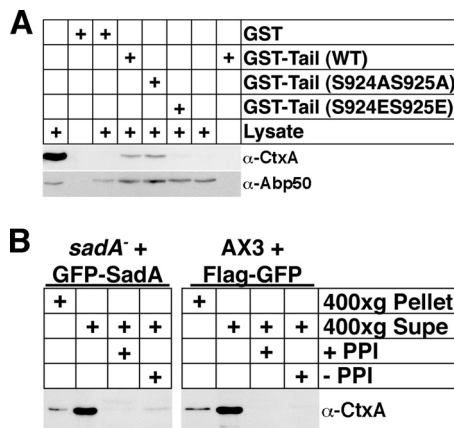 A
+ + GST
+ + GST-Tail (WT)
+ GST-Tail (S924AS925A)
+ GST-Tail (S924ES925E)
+ + + + + + Lysate
α-CtxA
α-Abp50
B
sadA- + GFP-SadA
AX3 + Flag-GFP
+ + 400xg Pellet
+ + + + + + 400xg Supe
+ + + PPI
+ + - PPI
α-CtxA